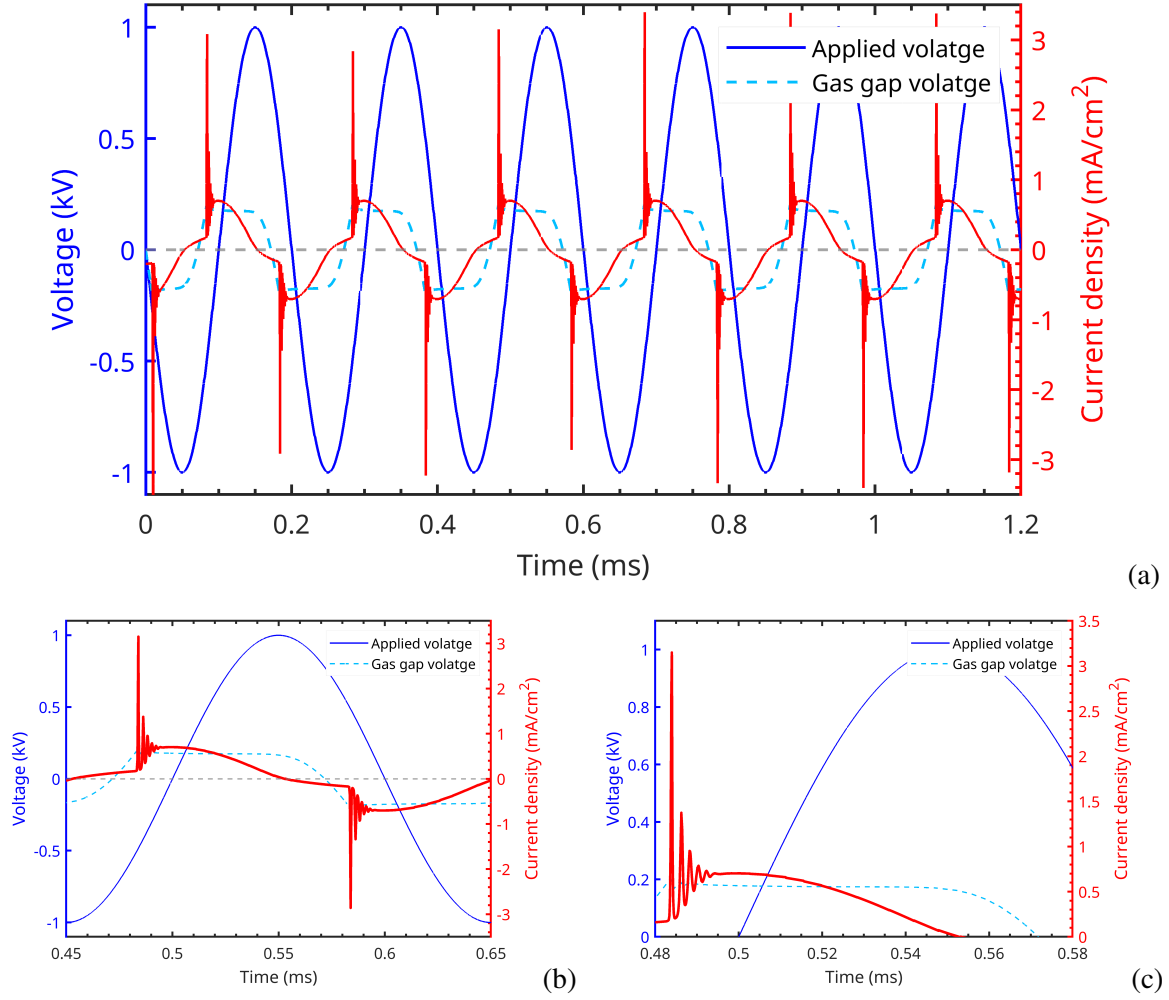 1
0.5
0
-0.5
-1
Voltage (kV)
Applied volatge
Gas gap volatge
3
2
1
0
-1
-2
-3
Current density (mA/cm2)
0 0.2 0.4 0.6 0.8 1 1.2
Time (ms)
(a)
1
0.5
0
-0.5
-1
Voltage (kV)
Applied volatge
Gas gap volatge
3
2
1
0
-1
-2
-3
Current density (mA/cm2)
0.45 0.5 0.55 0.6 0.65
Time (ms)
(b)
1
0.8
0.6
0.4
0.2
0
Voltage (kV)
Applied volatge
Gas gap volatge
3.5
3
2.5
2
1.5
1
0.5
0
Current density (mA/cm2)
0.48 0.5 0.52 0.54 0.56 0.58
Time (ms)
(c)